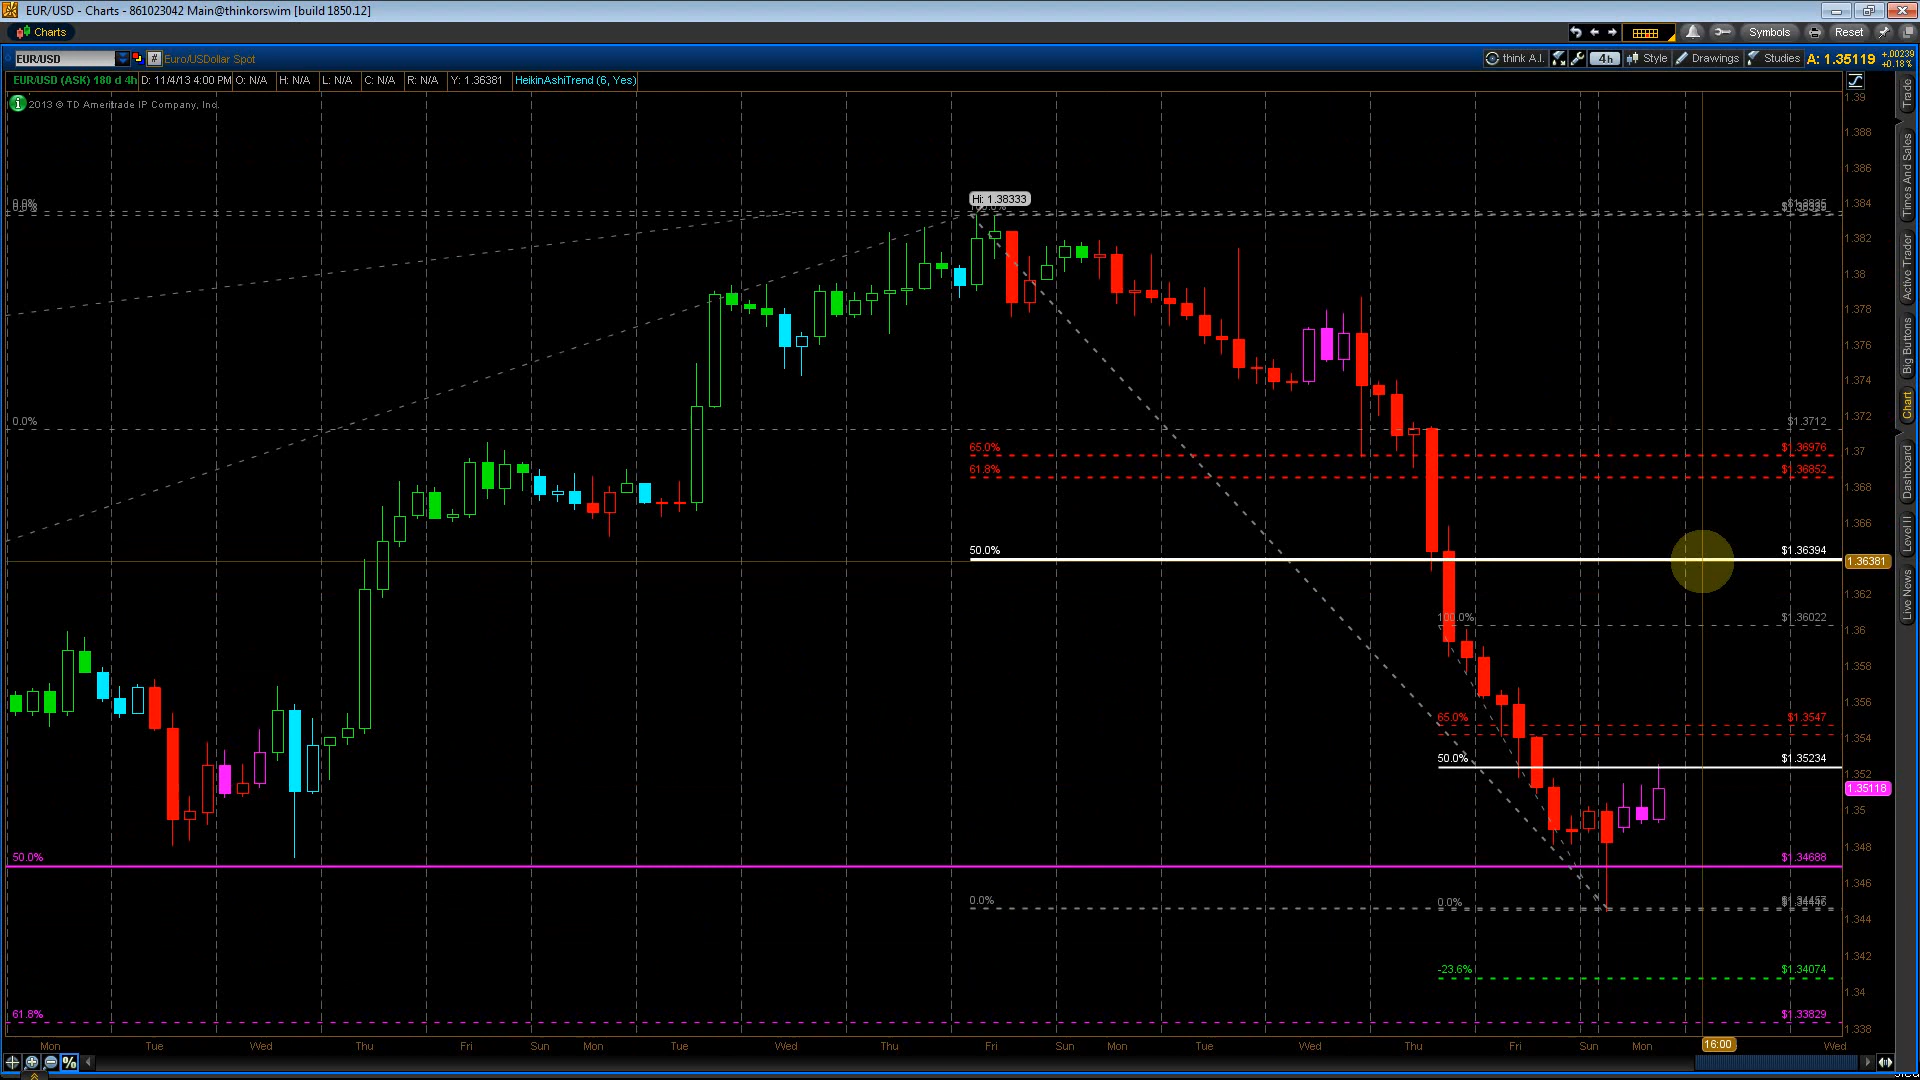 EUR/USD - Charts - 861023042 Main@thinkorswim [build 1850.12]
Charts
Symbols
Reset
EUR/USD
#
Euro/USDollar Spot
think A.I.
4h
Style
Drawings
Studies
A: 1.35119
+.00239
+0.18%
EUR/USD (ASK) 180 d 4h
D: 11/4/13 4:00 PM
O: N/A
H: N/A
L: N/A
C: N/A
R: N/A
Y: 1.36381
HeikinAshiTrend (6, Yes)
2013 © TD Ameritrade IP Company, Inc.
Hi: 1.38333
0.0%
0.0%
$1.3712
65.0%
$1.36976
61.8%
$1.36852
50.0%
$1.36394
100.0%
$1.36022
65.0%
$1.3547
50.0%
$1.35234
50.0%
$1.34688
0.0%
0.0%
-23.6%
$1.34074
61.8%
$1.33829
1.39
1.388
1.386
1.384
1.382
1.38
1.378
1.376
1.374
1.372
1.37
1.368
1.366
1.36381
1.362
1.36
1.358
1.356
1.354
1.352
1.35118
1.35
1.348
1.346
1.344
1.342
1.34
1.338
Mon
Tue
Wed
Thu
Fri
Sun
Mon
Tue
Wed
Thu
Fri
Sun
Mon
Tue
Wed
Thu
Fri
Sun
Mon
16:00
Wed
%
Trade
Times And Sales
Active Trader
Big Buttons
Chart
Dashboard
Level II
Live News